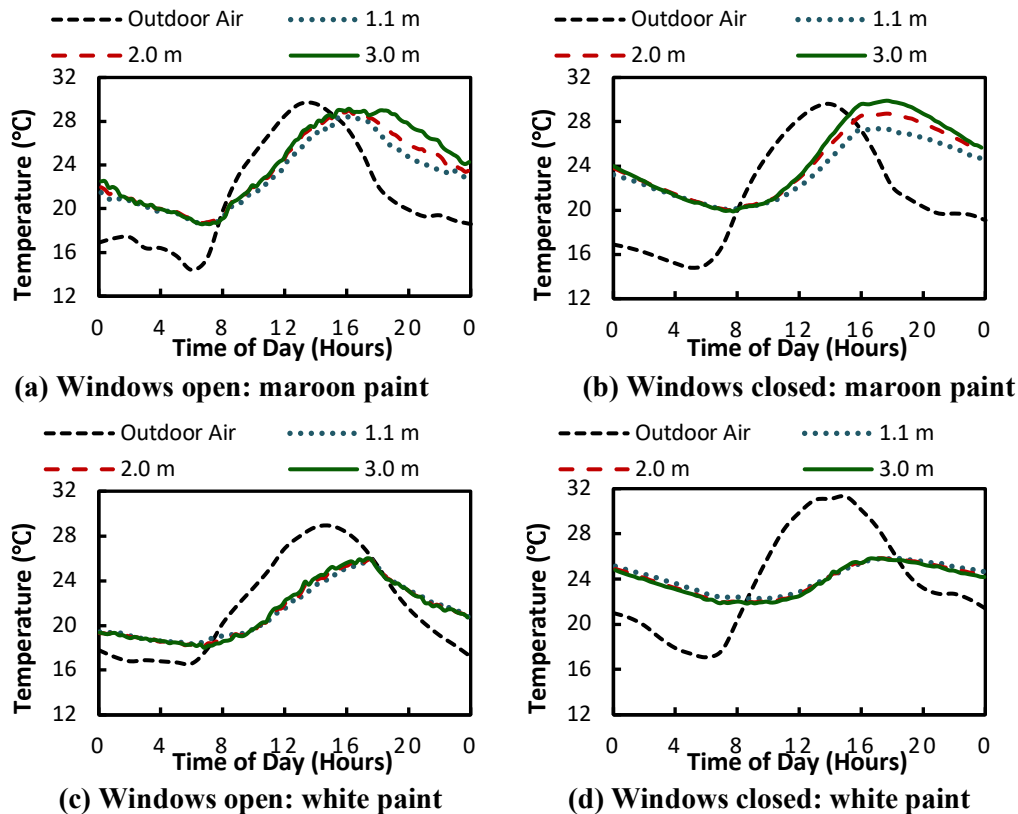 Outdoor Air 1.1 m
2.0 m 3.0 m
Temperature (°C)
32
28
24
20
16
12
0 4 8 12 16 20 0
Time of Day (Hours)
(a) Windows open: maroon paint
Outdoor Air 1.1 m
2.0 m 3.0 m
Temperature (°C)
32
28
24
20
16
12
0 4 8 12 16 20 0
Time of Day (Hours)
(b) Windows closed: maroon paint
Outdoor Air 1.1 m
2.0 m 3.0 m
Temperature (°C)
32
28
24
20
16
12
0 4 8 12 16 20 0
Time of Day (Hours)
(c) Windows open: white paint
Outdoor Air 1.1 m
2.0 m 3.0 m
Temperature (°C)
32
28
24
20
16
12
0 4 8 12 16 20 0
Time of Day (Hours)
(d) Windows closed: white paint